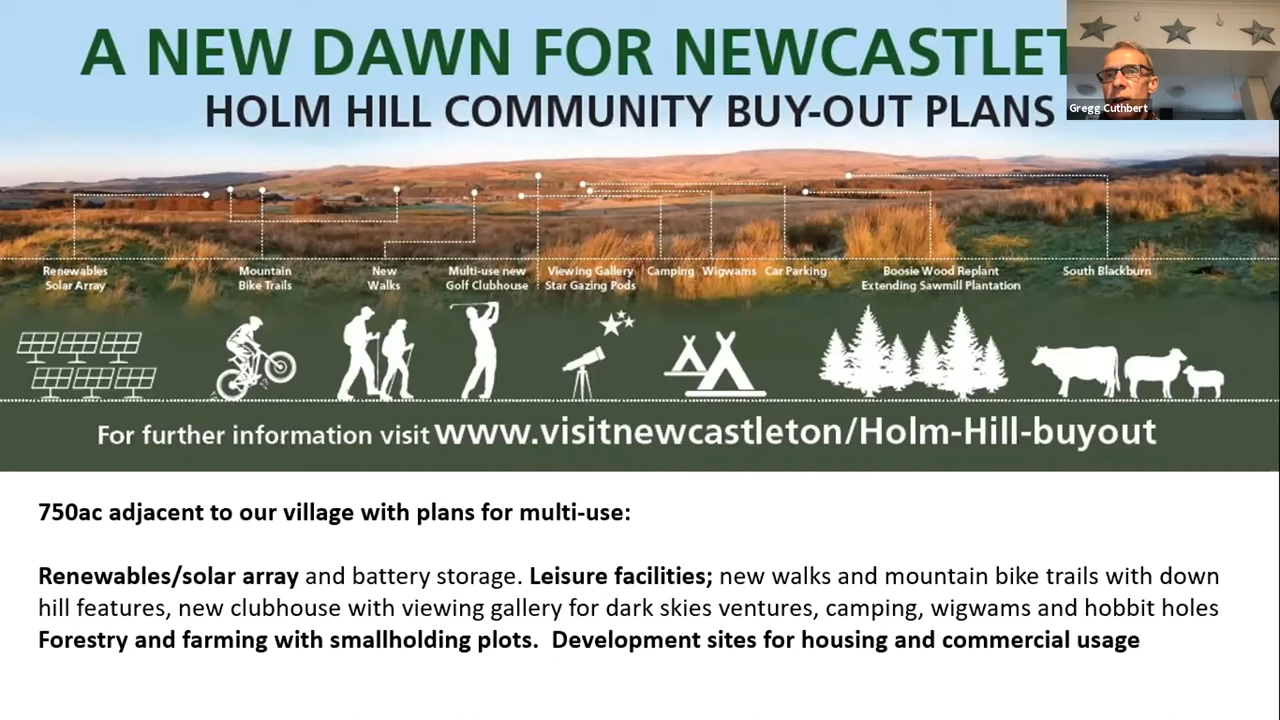 A NEW DAWN FOR NEWCASTLET
HOLM HILL COMMUNITY BUY-OUT PLANS
Gregg Cuthbert
Renewables
Solar Array
Mountain
Bike Trails
New
Walks
Multi-use new
Golf Clubhouse
Viewing Gallery
Star Gazing Pods
Camping
Wigwams
Car Parking
Boosie Wood Replant
Extending Sawmill Plantation
South Blackburn
For further information visit www.visitnewcastleton/Holm-Hill-buyout
750ac adjacent to our village with plans for multi-use:
Renewables/solar array and battery storage. Leisure facilities; new walks and mountain bike trails with down
hill features, new clubhouse with viewing gallery for dark skies ventures, camping, wigwams and hobbit holes
Forestry and farming with smallholding plots. Development sites for housing and commercial usage